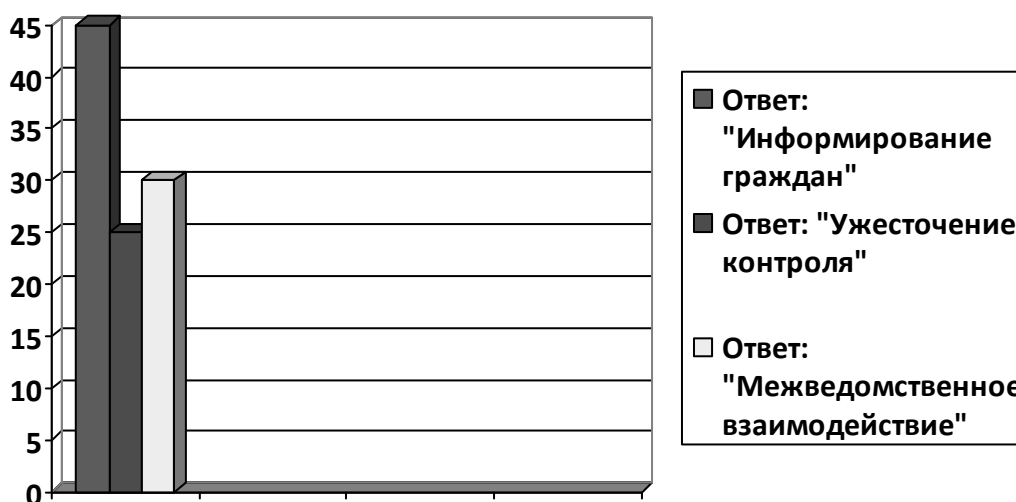 45
40
35
30
25
20
15
10
5
0
Ответ:
"Информирование
граждан"
Ответ: "Ужесточение
контроля"
Ответ:
"Межведомственное
взаимодействие"